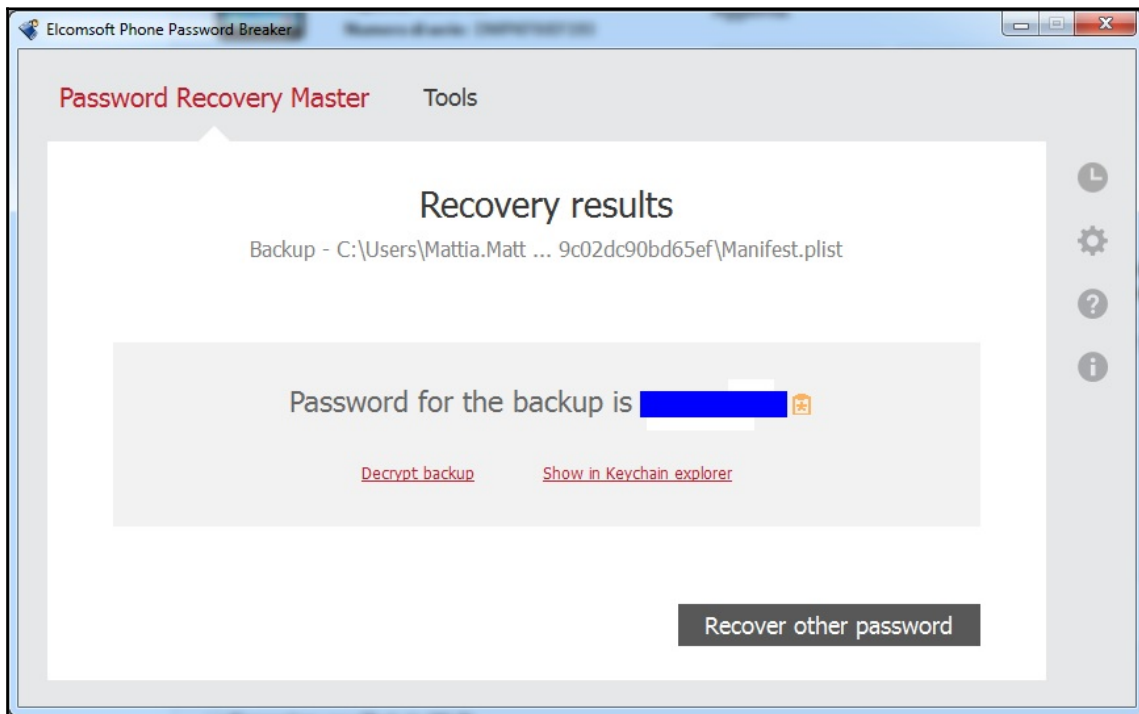 Elcomsoft Phone Password Breaker
Password Recovery Master
Tools
Recovery results
Backup - C:\Users\Mattia.Matt ... 9c02dc90bd65ef\Manifest.plist
Password for the backup is
Decrypt backup
Show in Keychain explorer
Recover other password